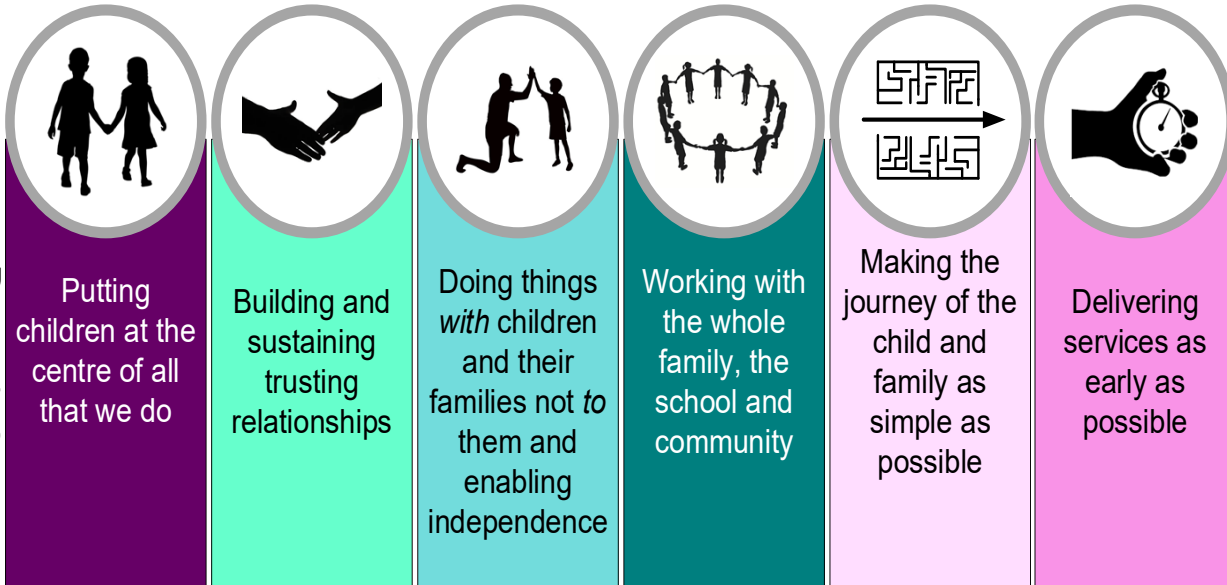 Putting
children at the
centre of all
that we do
Building and
sustaining
trusting
relationships
Doing things
with children
and their
families not to
them and
enabling
independence
Working with
the whole
family, the
school and
community
Making the
journey of the
child and
family as
simple as
possible
Delivering
services as
early as
possible